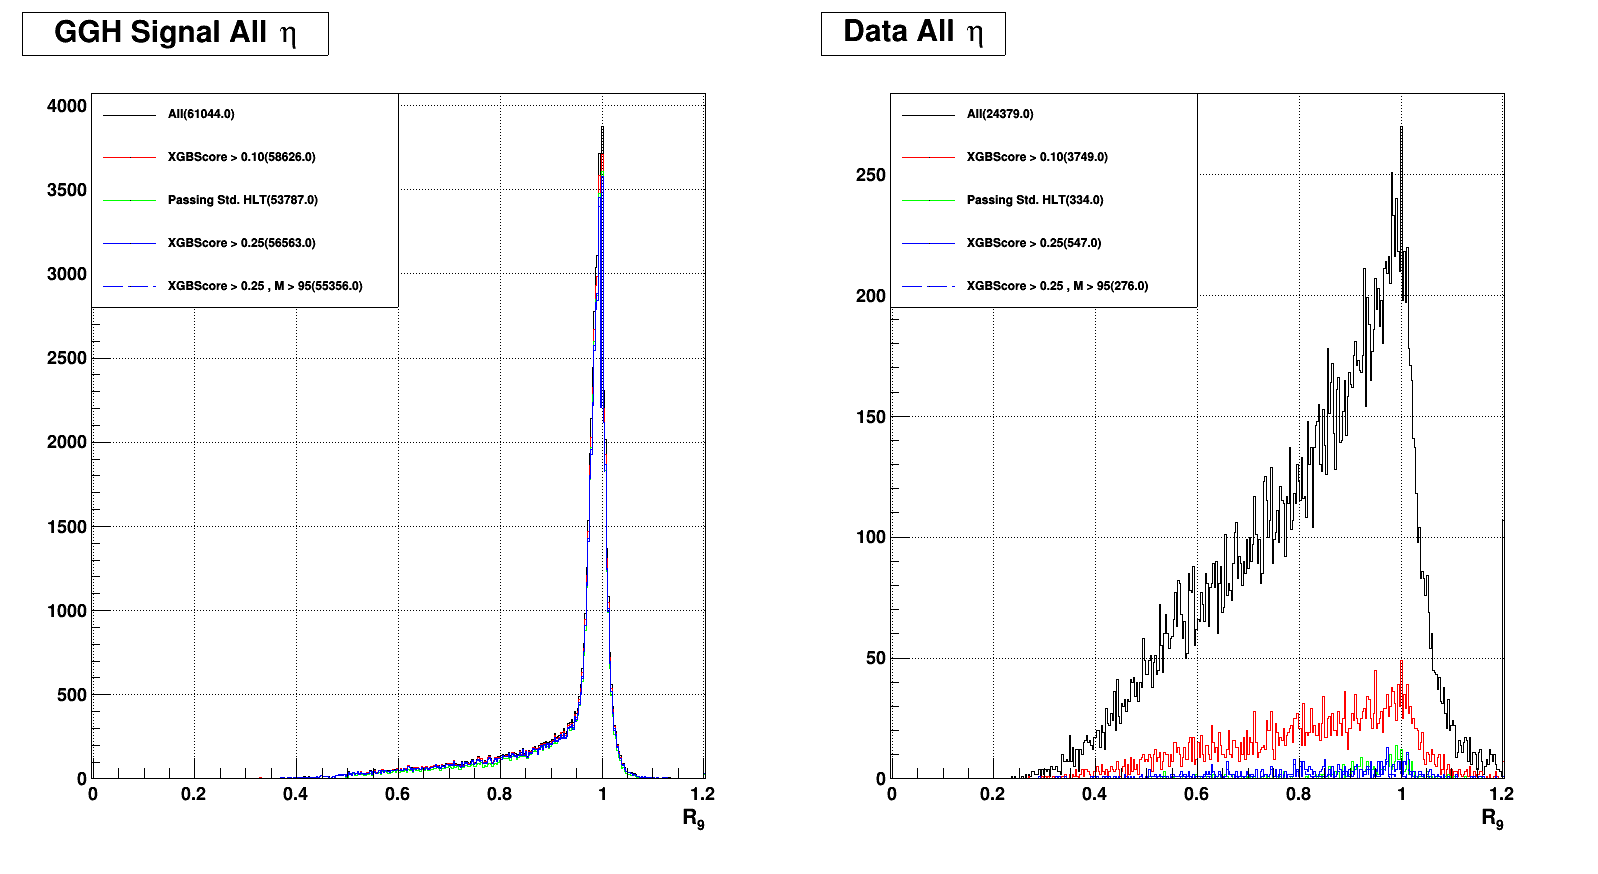 GGH Signal All η
4000
3500
3000
2500
2000
1500
1000
500
0
All(61044.0)
XGBScore > 0.10(58626.0)
Passing Std. HLT(53787.0)
XGBScore > 0.25(56563.0)
XGBScore > 0.25 , M > 95(55356.0)
0 0.2 0.4 0.6 0.8 1 1.2
R9
Data All η
250
200
150
100
50
0
All(24379.0)
XGBScore > 0.10(3749.0)
Passing Std. HLT(334.0)
XGBScore > 0.25(547.0)
XGBScore > 0.25 , M > 95(276.0)
0 0.2 0.4 0.6 0.8 1 1.2
R9